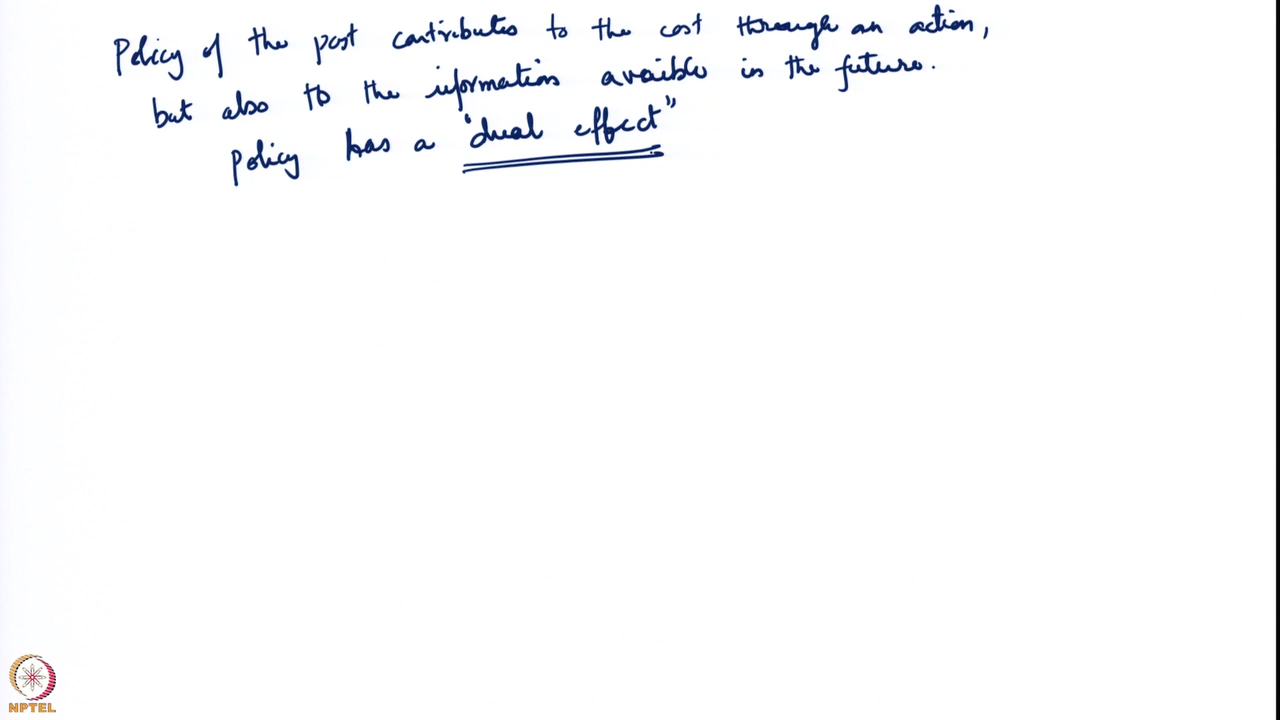 Policy of the past contributes to the cost through an action,
but also to the information avaible in the future.
Policy has a "dual effect"
NPTEL